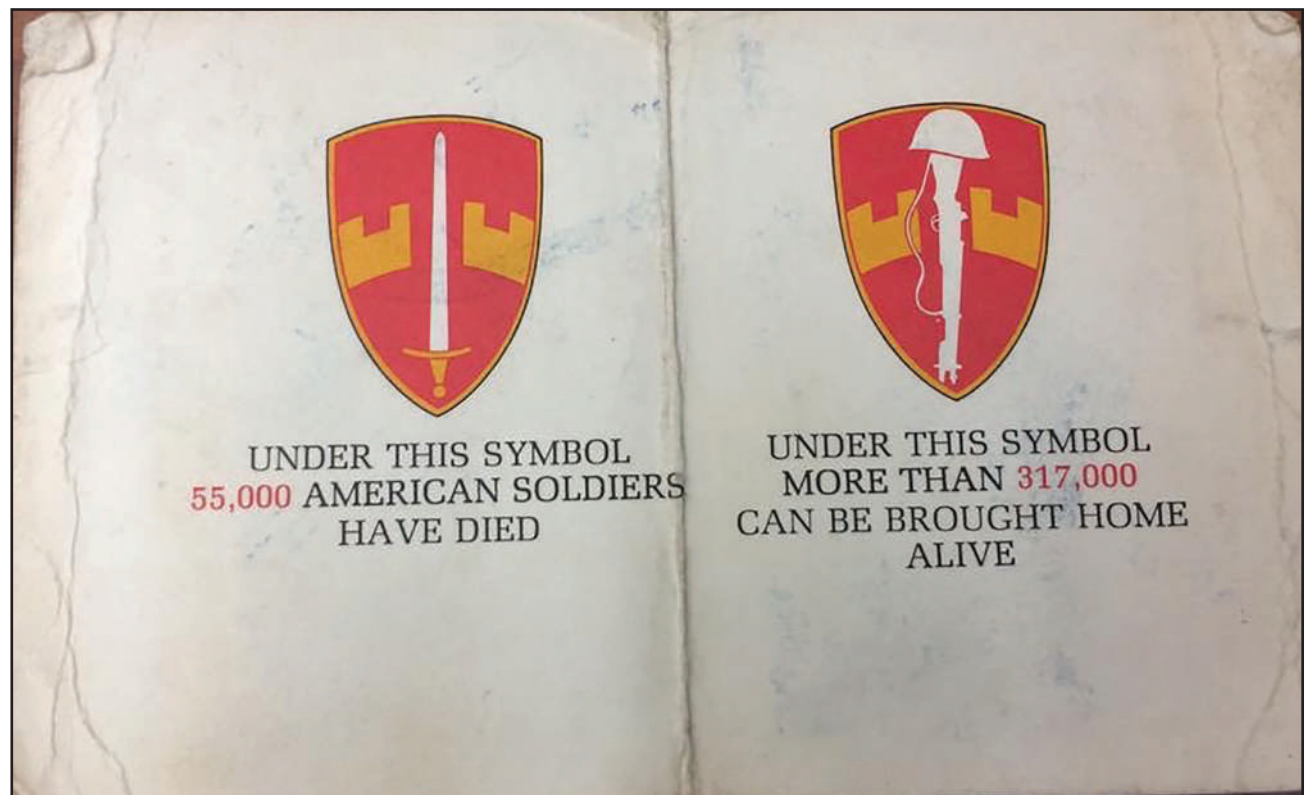 UNDER THIS SYMBOL
55,000 AMERICAN SOLDIERS
HAVE DIED
UNDER THIS SYMBOL
MORE THAN 317,000
CAN BE BROUGHT HOME
ALIVE